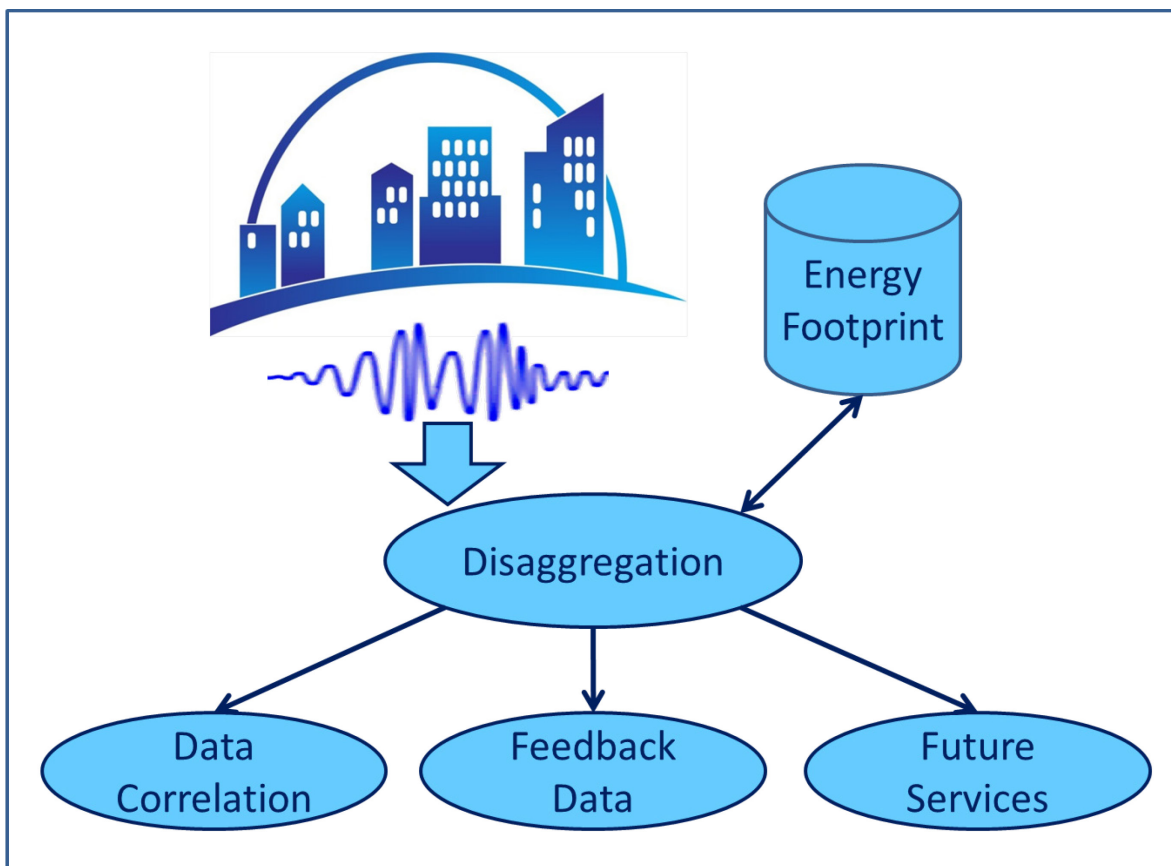 Energy
Footprint
Disaggregation
Data
Correlation
Feedback
Data
Future
Services